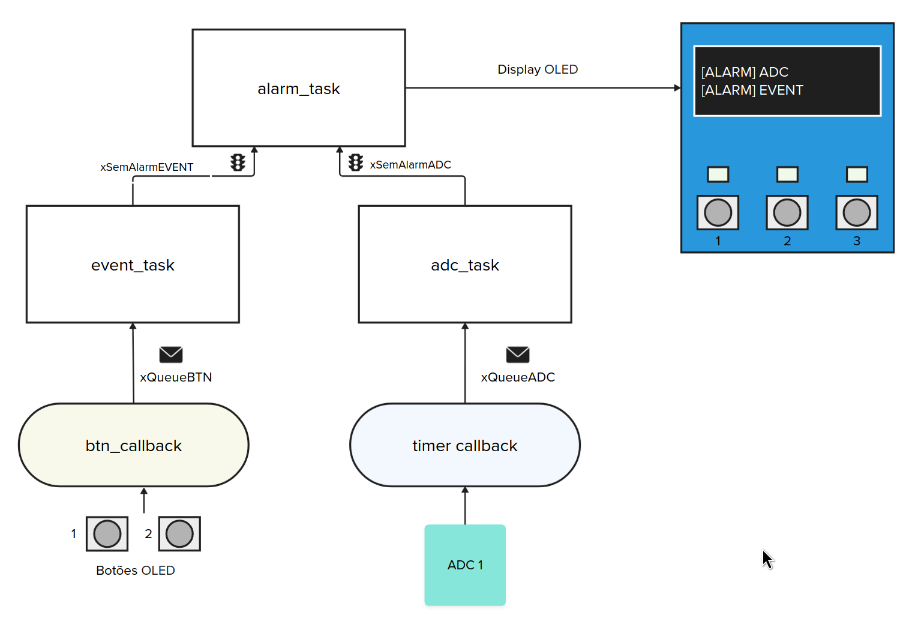 alarm_task
Display OLED
[ALARM] ADC
[ALARM] EVENT
xSemAlarmEVENT
xSemAlarmADC
1
2
3
event_task
adc_task
xQueueBTN
xQueueADC
btn_callback
timer callback
1
2
Botões OLED
ADC 1